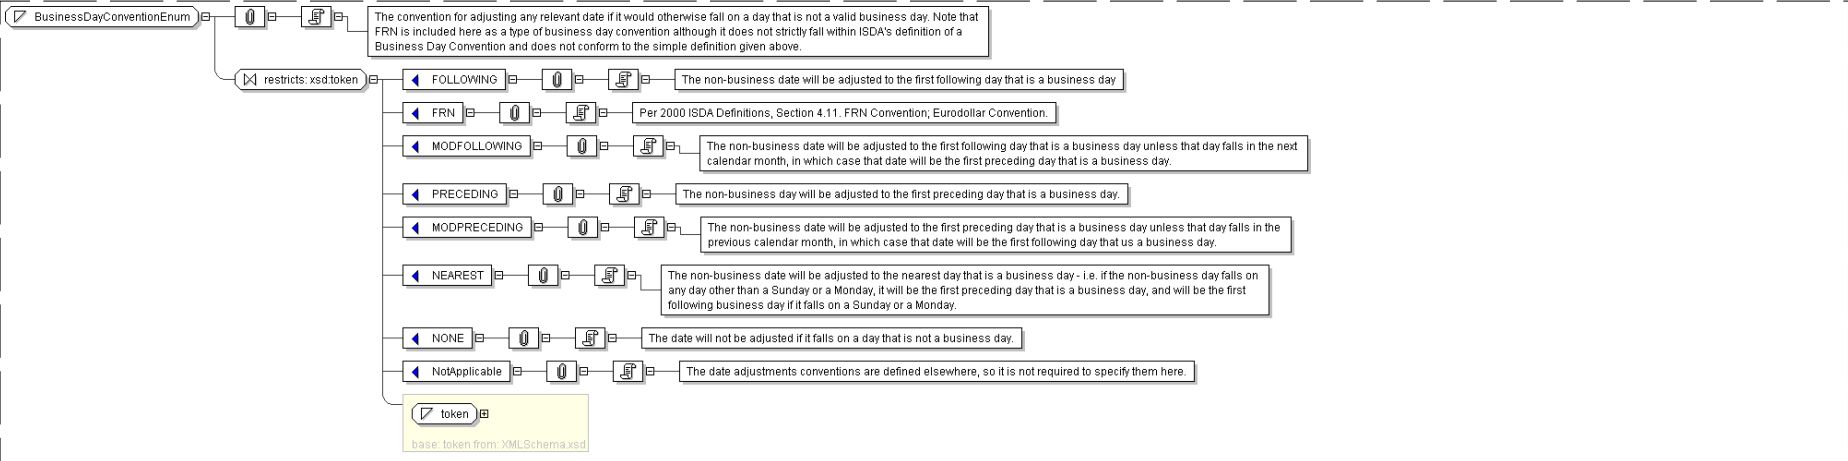 BusinessDayConventionEnum
The convention for adjusting any relevant date if it would otherwise fall on a day that is not a valid business day. Note that
FRN is included here as a type of business day convention although it does not strictly fall within ISDA's definition of a
Business Day Convention and does not conform to the simple definition given above.
restricts: xsd:token
FOLLOWING
The non-business date will be adjusted to the first following day that is a business day
FRN
Per 2000 ISDA Definitions, Section 4.11. FRN Convention; Eurodollar Convention.
MODFOLLOWING
The non-business date will be adjusted to the first following day that is a business day unless that day falls in the next
calendar month, in which case that date will be the first preceding day that is a business day.
PRECEDING
The non-business day will be adjusted to the first preceding day that is a business day.
MODPRECEDING
The non-business date will be adjusted to the first preceding day that is a business day unless that day falls in the
previous calendar month, in which case that date will be the first following day that us a business day.
NEAREST
The non-business date will be adjusted to the nearest day that is a business day - i.e. if the non-business day falls on
any day other than a Sunday or a Monday, it will be the first preceding day that is a business day, and will be the first
following business day if it falls on a Sunday or a Monday.
NONE
The date will not be adjusted if it falls on a day that is not a business day.
NotApplicable
The date adjustments conventions are defined elsewhere, so it is not required to specify them here.
token
base: token from: XMLSchema.xsd